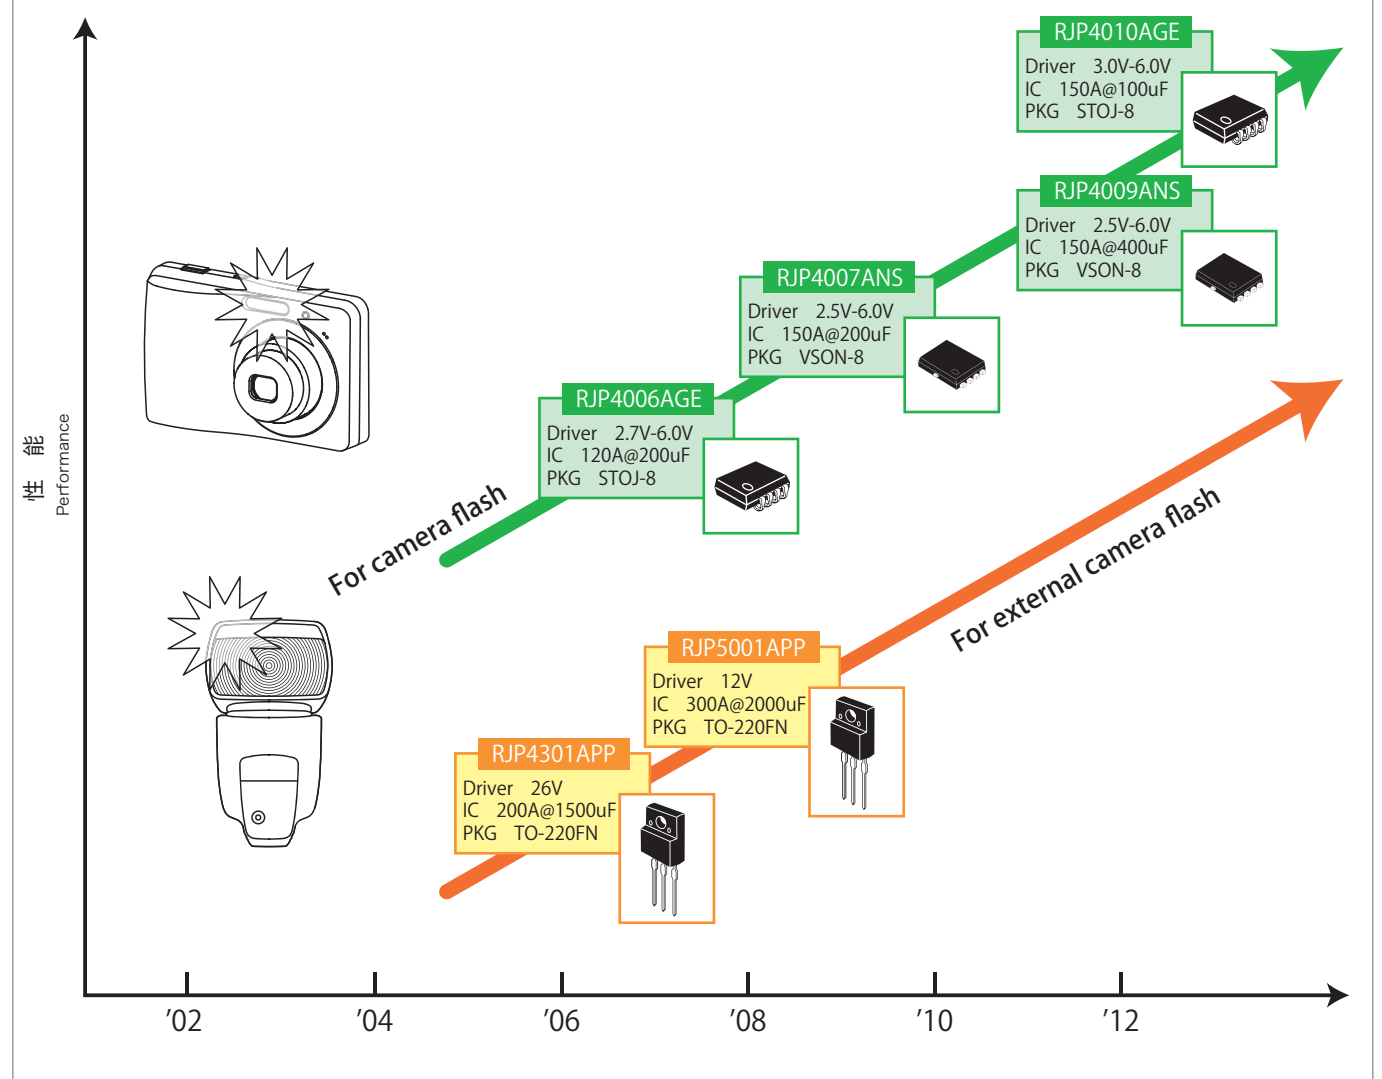 RJP4010AGE
Driver 3.0V-6.0V
IC 150A@100uF
PKG STOJ-8
RJP4009ANS
Driver 2.5V-6.0V
IC 150A@400uF
PKG VSON-8
RJP4007ANS
Driver 2.5V-6.0V
IC 150A@200uF
PKG VSON-8
RJP4006AGE
Driver 2.7V-6.0V
IC 120A@200uF
PKG STOJ-8
For camera flash
性能
Performance
For external camera flash
RJP5001APP
Driver 12V
IC 300A@2000uF
PKG TO-220FN
RJP4301APP
Driver 26V
IC 200A@1500uF
PKG TO-220FN
'02 '04 '06 '08 '10 '12